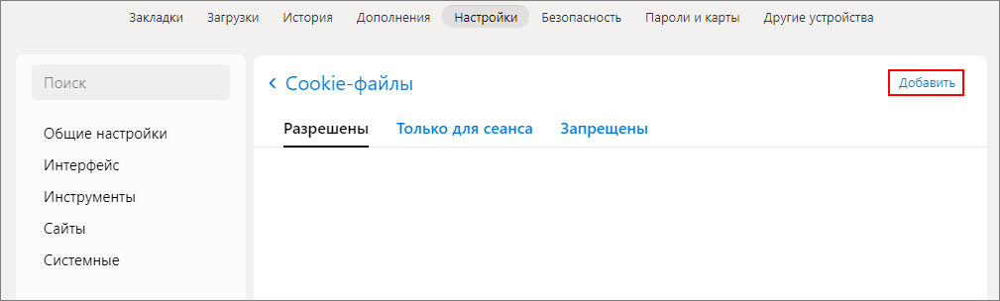 Закладки Загрузки История Дополнения Настройки Безопасность Пароли и карты Другие устройства
Поиск
Общие настройки
Интерфейс
Инструменты
Сайты
Системные
Cookie-файлы Добавить
Разрешены Только для сеанса Запрещены